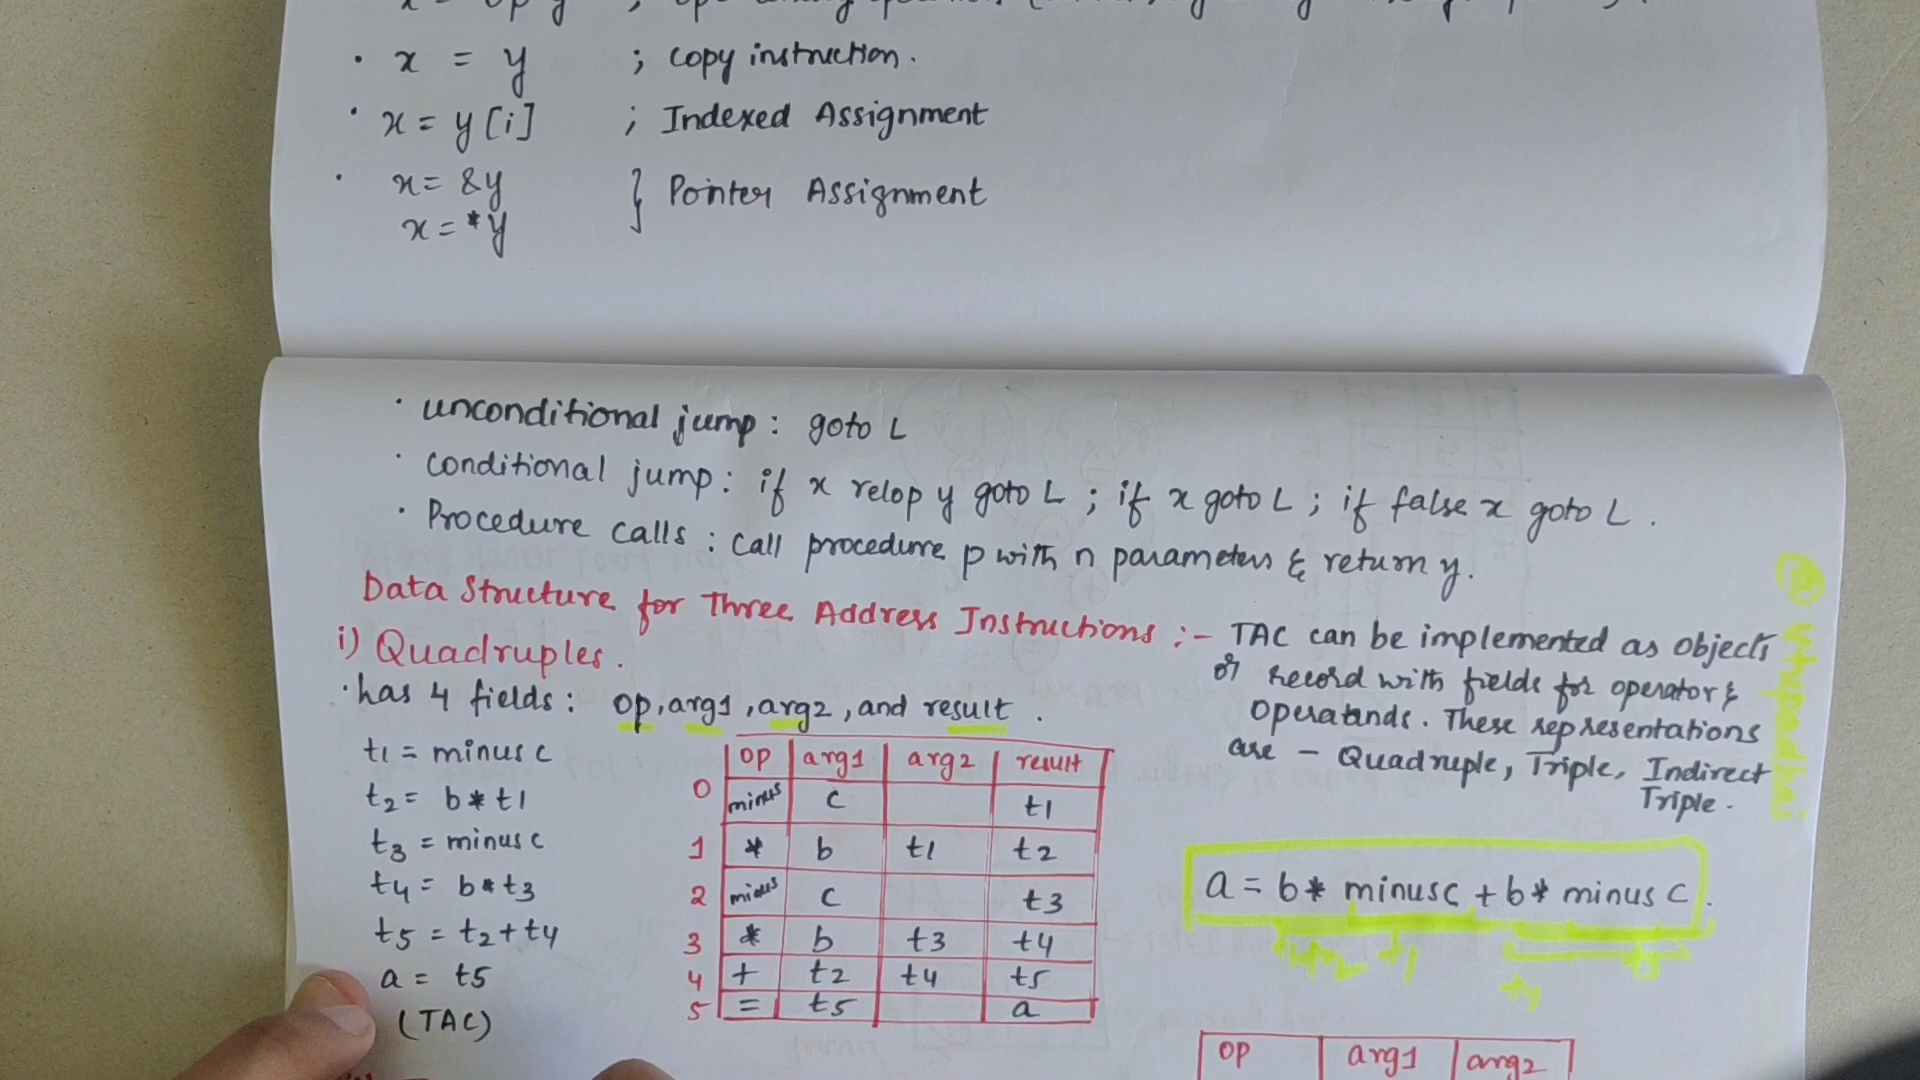 · x = y ; copy instruction.
· x = y[i] ; Indexed Assignment
· x = &y } Pointer Assignment
x = *y
· unconditional jump: goto L
· conditional jump: if x relop y goto L ; if x goto L ; if false x goto L.
· Procedure calls : Call procedure p with n parameters & return y.
Data Structure for Three Address Instructions :- TAC can be implemented as objects
or record with fields for operator &
Operatands. These representations
are - Quadruple, Triple, Indirect
Triple.
i) Quadruples.
· has 4 fields: op, arg1, arg2, and result.
t1 = minus c
t2 = b * t1
t3 = minus c
t4 = b * t3
t5 = t2 + t4
a = t5
(TAC)
op arg1 arg2 result
0 minus c t1
1 * b t1 t2
2 minus c t3
3 * b t3 t4
4 + t2 t4 t5
5 = t5 a
a = b * minus c + b * minus c.
t1
t4
op arg1 arg2